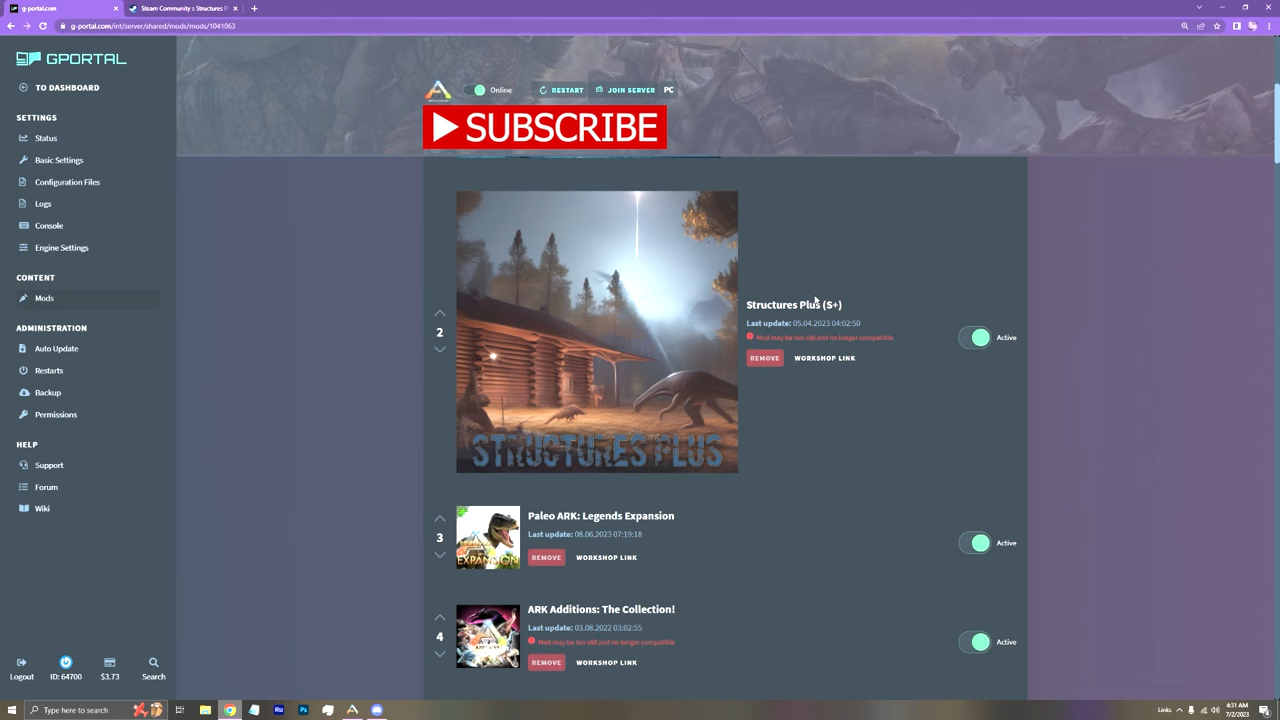 g-portal.com
Steam Community :: Structures Pl
g-portal.com/int/server/shared/mods/mods/1041063
GPORTAL
TO DASHBOARD
SETTINGS
Status
Basic Settings
Configuration Files
Logs
Console
Engine Settings
CONTENT
Mods
ADMINISTRATION
Auto Update
Restarts
Backup
Permissions
HELP
Support
Forum
Wiki
Logout
ID: 64700
$3.73
Search
Online
RESTART
JOIN SERVER
PC
SUBSCRIBE
2
STRUCTURES PLUS
Structures Plus (S+)
Last update: 05.04.2023 04:02:50
Mod may be too old and no longer compatible
REMOVE
WORKSHOP LINK
Active
3
EXPANSION
Paleo ARK: Legends Expansion
Last update: 08.06.2023 07:19:18
REMOVE
WORKSHOP LINK
Active
4
ARK Additions: The Collection!
Last update: 03.08.2022 03:02:55
Mod may be too old and no longer compatible
REMOVE
WORKSHOP LINK
Active
Type here to search
Links
4:31 AM
7/2/2023